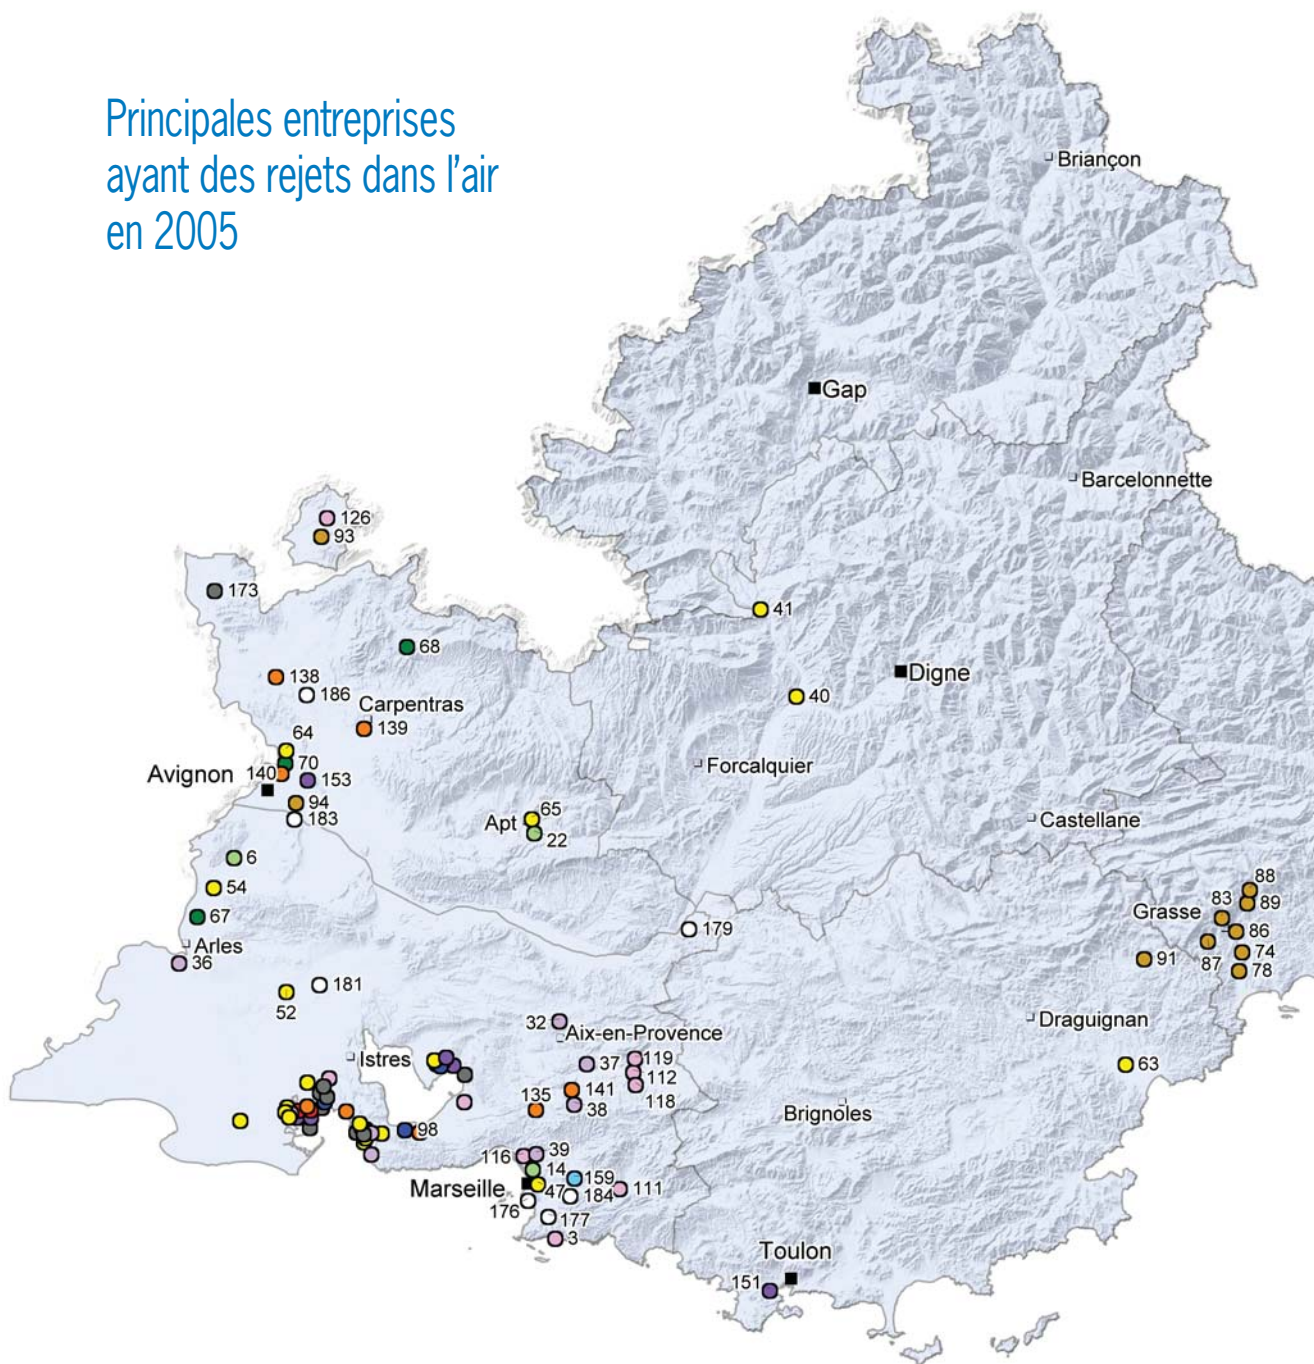 Principales entreprises
ayant des rejets dans l'air
en 2005
Briançon
Gap
Barcelonnette
126
93
173
41
68
Digne
138
186
40
Carpentras
139
64
70
Forcalquier
Avignon
140
153
94
183
65
Apt
22
Castellane
6
54
88
83
89
67
Grasse
86
179
Arles
74
36
91
87
78
181
52
32
Draguignan
Aix-en-Provence
Istres
119
37
63
112
141
118
135
38
Brignoles
98
39
116
14
159
Marseille
47
184
111
176
177
3
Toulon
151